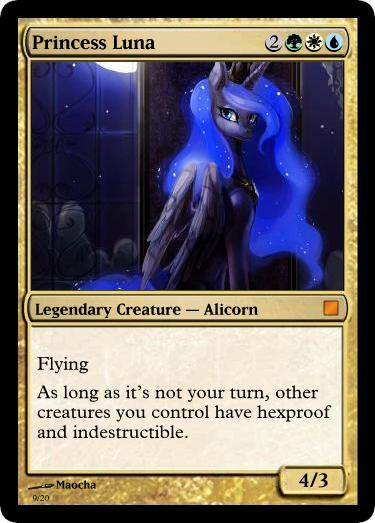 Princess Luna 2
Legendary Creature — Alicorn
Flying
As long as it's not your turn, other
creatures you control have hexproof
and indestructible.
4/3
Maocha
9/20